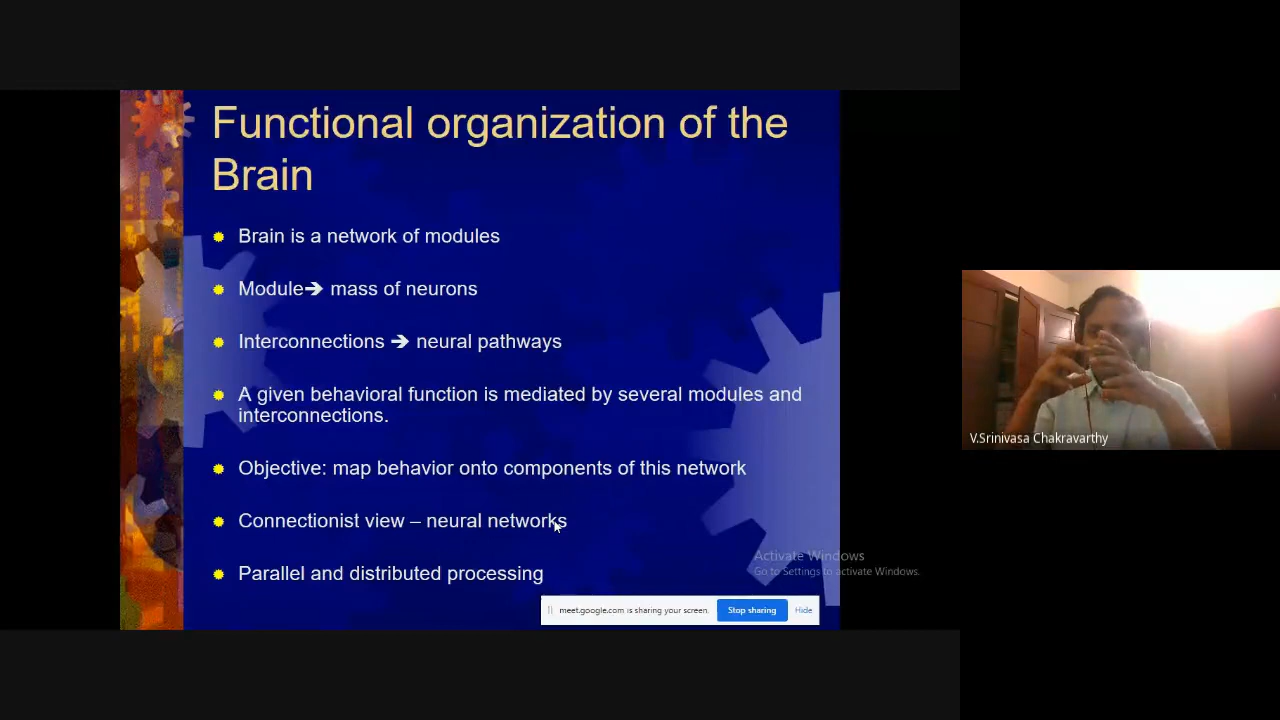 Functional organization of the
Brain
Brain is a network of modules
Module➔ mass of neurons
Interconnections ➔ neural pathways
A given behavioral function is mediated by several modules and
interconnections.
Objective: map behavior onto components of this network
Connectionist view – neural networks
Parallel and distributed processing
Activate Windows
Go to Settings to activate Windows.
meet.google.com is sharing your screen.
Stop sharing
Hide
V.Srinivasa Chakravarthy